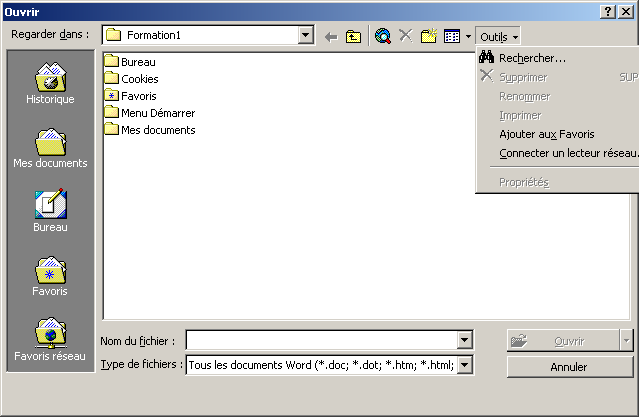 Ouvrir
Regarder dans :
Formation1
Outils
Rechercher...
Supprimer SUP
Renommer
Imprimer
Ajouter aux Favoris
Connecter un lecteur réseau.
Propriétés
Historique
Mes documents
Bureau
Favoris
Favoris réseau
Bureau
Cookies
Favoris
Menu Démarrer
Mes documents
Nom du fichier :
Ouvrir
Type de fichiers : Tous les documents Word (*.doc; *.dot; *.htm; *.html;
Annuler